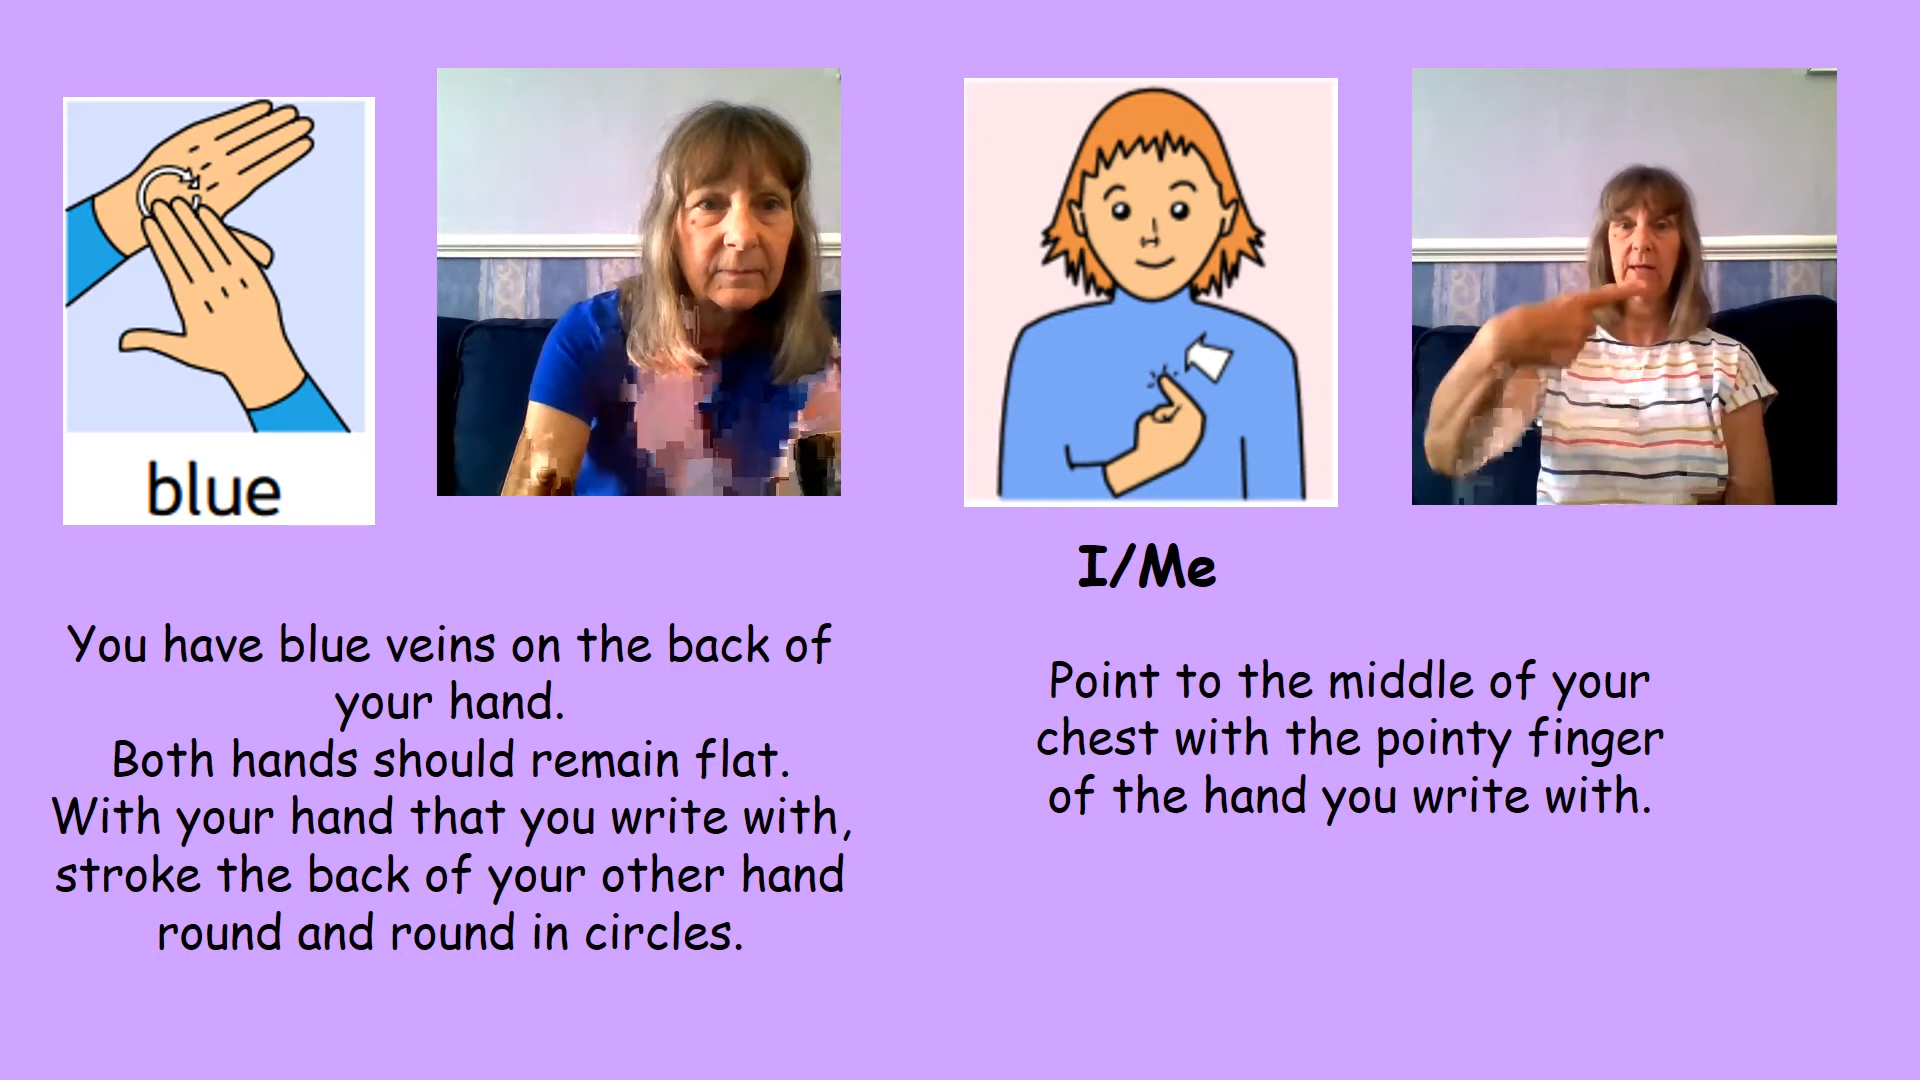 blue
You have blue veins on the back of
your hand.
Both hands should remain flat.
With your hand that you write with,
stroke the back of your other hand
round and round in circles.
I/Me
Point to the middle of your
chest with the pointy finger
of the hand you write with.